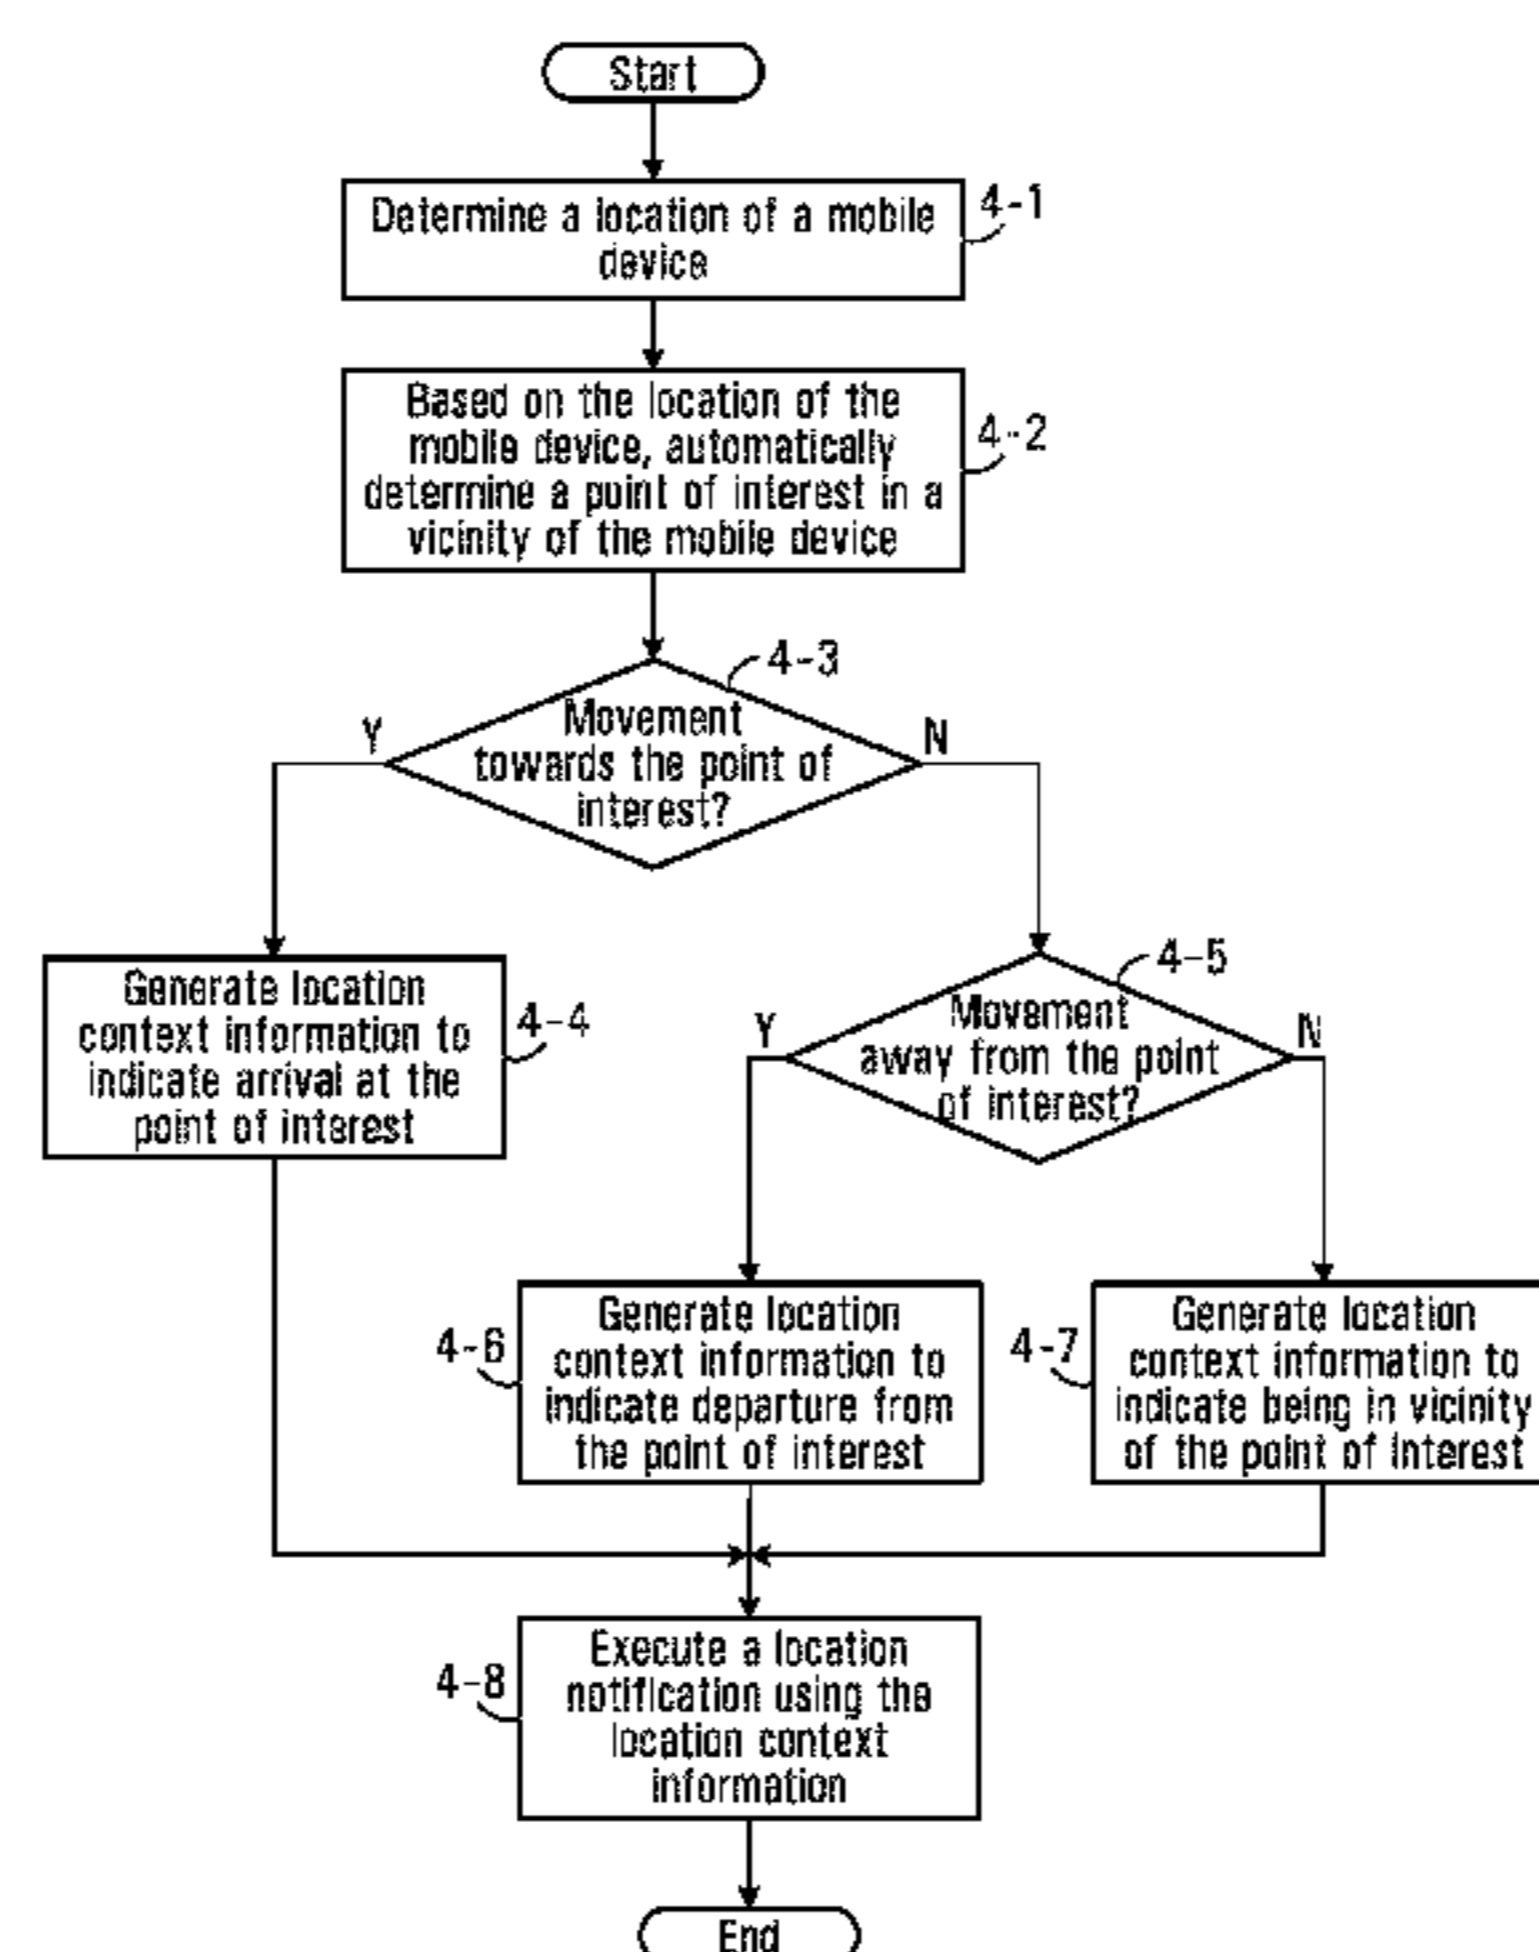 Start
Determine a location of a mobile
device
4-1
Based on the location of the
mobile device, automatically
determine a point of interest in a
vicinity of the mobile device
4-2
4-3
Movement
towards the point of
interest?
Y
N
Generate location
context information to
indicate arrival at the
point of interest
4-4
4-5
Movement
away from the point
of interest?
Y
N
4-6
Generate location
context information to
indicate departure from
the point of interest
4-7
Generate location
context information to
indicate being in vicinity
of the point of interest
4-8
Execute a location
notification using the
location context
information
End